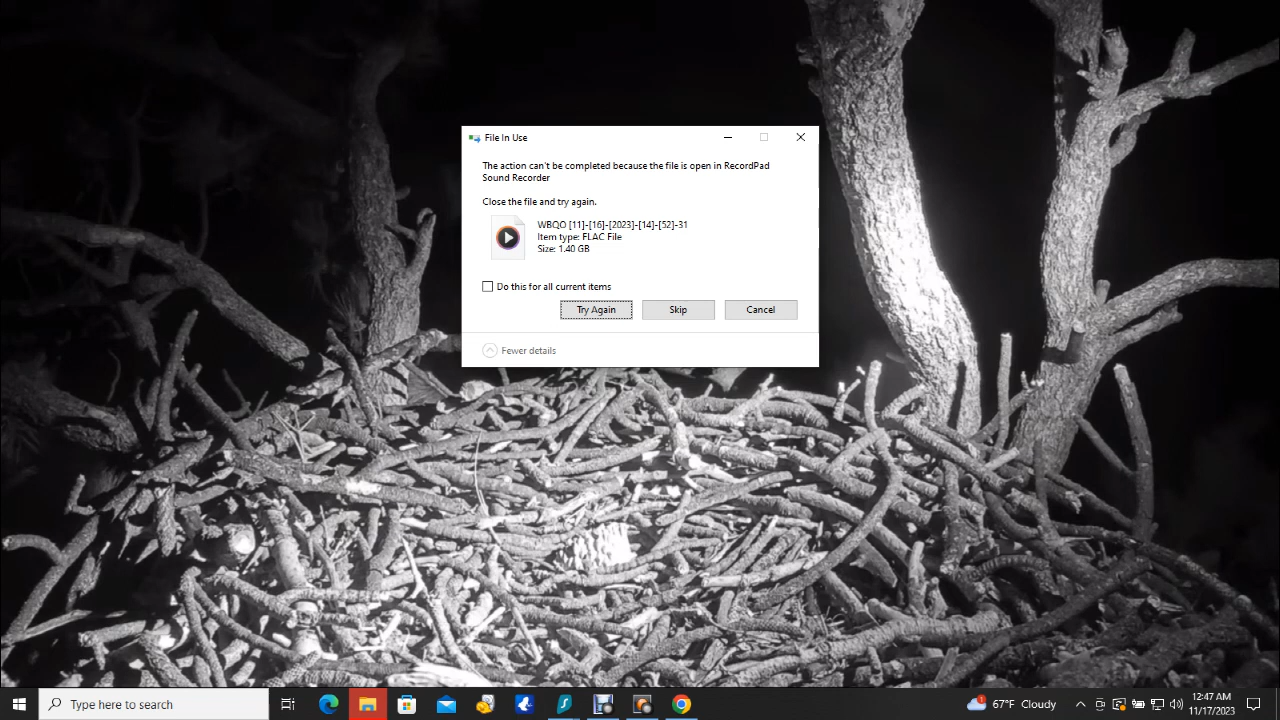 File In Use
The action can't be completed because the file is open in RecordPad
Sound Recorder
Close the file and try again.
WBQO [11]-[16]-[2023]-[14]-[52]-31
Item type: FLAC File
Size: 1.40 GB
Do this for all current items
Try Again
Skip
Cancel
Fewer details
Type here to search
1
67°F Cloudy
12:47 AM
11/17/2023